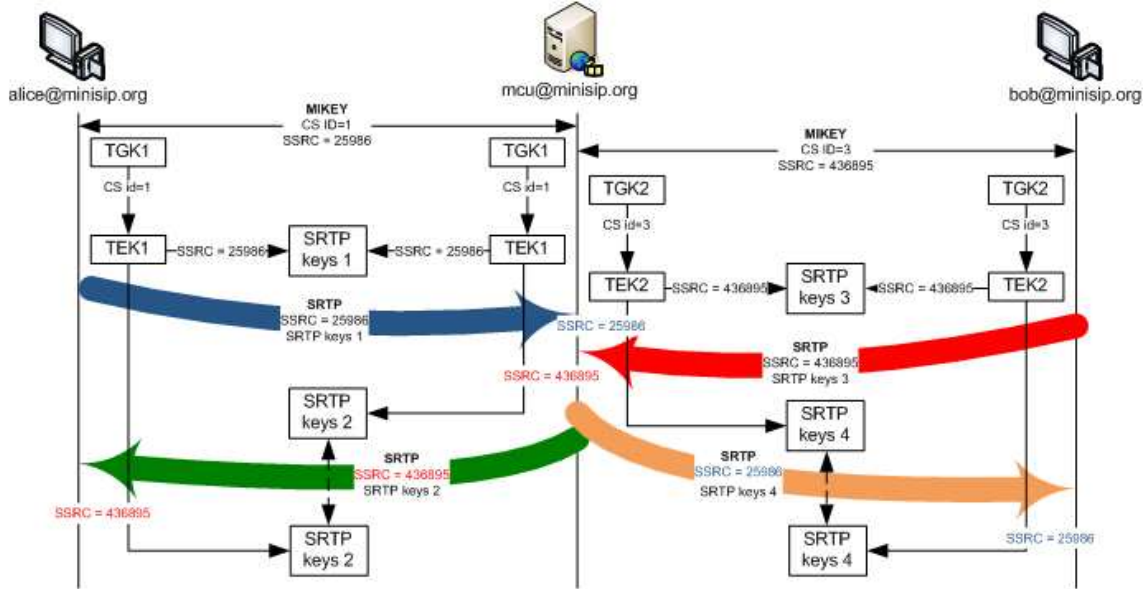 alice@minisip.org
mcu@minisip.org
bob@minisip.org
MIKEY
CS ID=1
SSRC = 25986
MIKEY
CS ID=3
SSRC = 436895
TGK1
TGK1
TGK2
TGK2
CS id=1
CS id=1
CS id=3
CS id=3
TEK1
SSRC = 25986
SRTP
keys 1
SSRC = 25986
TEK1
TEK2
SSRC = 436895
SRTP
keys 3
SSRC = 436895
TEK2
SRTP
SSRC = 25986
SRTP keys 1
SSRC = 25986
SRTP
SSRC = 436895
SRTP keys 3
SSRC = 436895
SRTP
keys 2
SRTP
keys 4
SRTP
SSRC = 436895
SRTP keys 2
SRTP
SSRC = 25986
SRTP keys 4
SSRC = 436895
SRTP
keys 2
SRTP
keys 4
SSRC = 25986